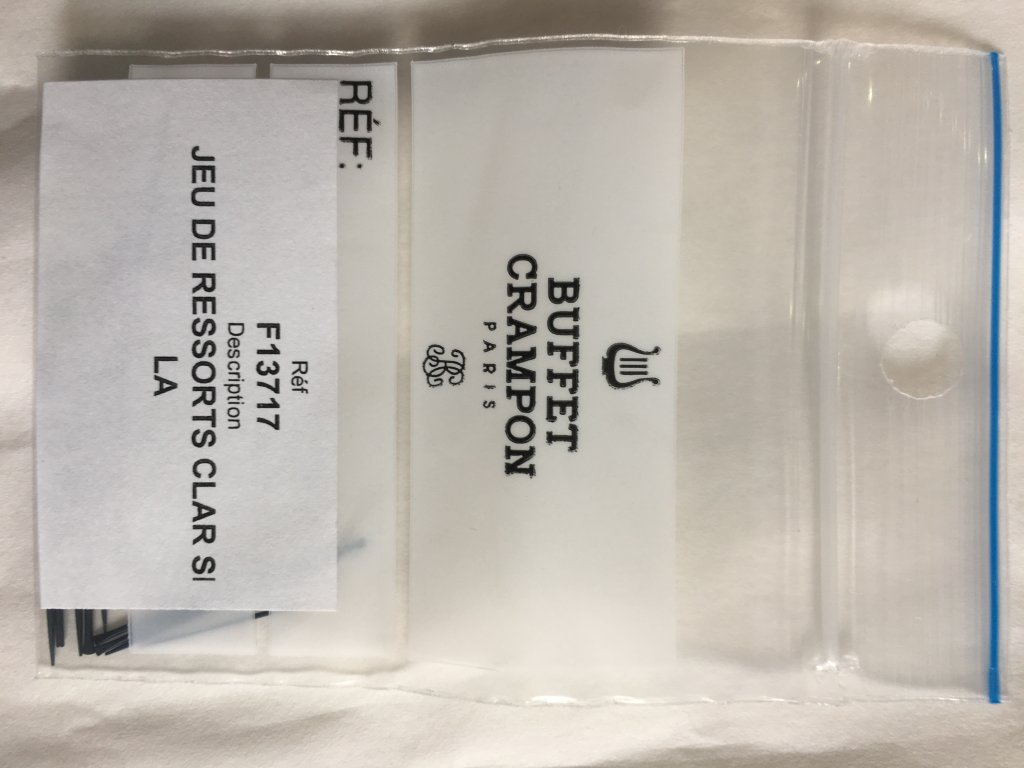 BUFFET
CRAMPON
PARIS
RÉF:
Réf
F13717
Description
JEU DE RESSORTS CLAR SI
LA